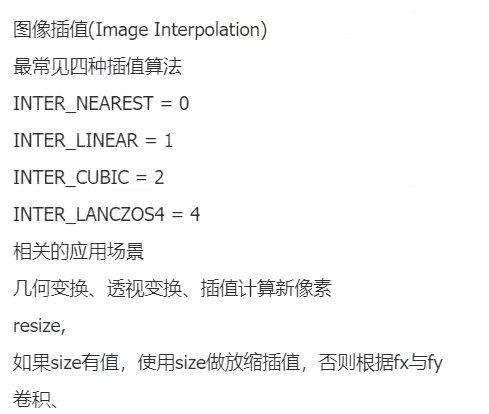 图像插值(Image Interpolation)
最常见四种插值算法
INTER_NEAREST = 0
INTER_LINEAR = 1
INTER_CUBIC = 2
INTER_LANCZOS4 = 4
相关的应用场景
几何变换、透视变换、插值计算新像素
resize,
如果size有值，使用size做放缩插值，否则根据fx与fy
卷积、